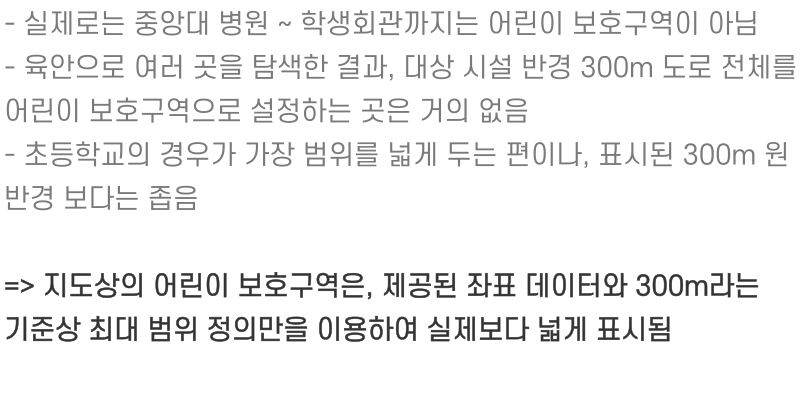 - 실제로는 중앙대 병원 ~ 학생회관까지는 어린이 보호구역이 아님
- 육안으로 여러 곳을 탐색한 결과, 대상 시설 반경 300m 도로 전체를
어린이 보호구역으로 설정하는 곳은 거의 없음
- 초등학교의 경우가 가장 범위를 넓게 두는 편이나, 표시된 300m 원
반경 보다는 좁음
=> 지도상의 어린이 보호구역은, 제공된 좌표 데이터와 300m라는
기준상 최대 범위 정의만을 이용하여 실제보다 넓게 표시됨